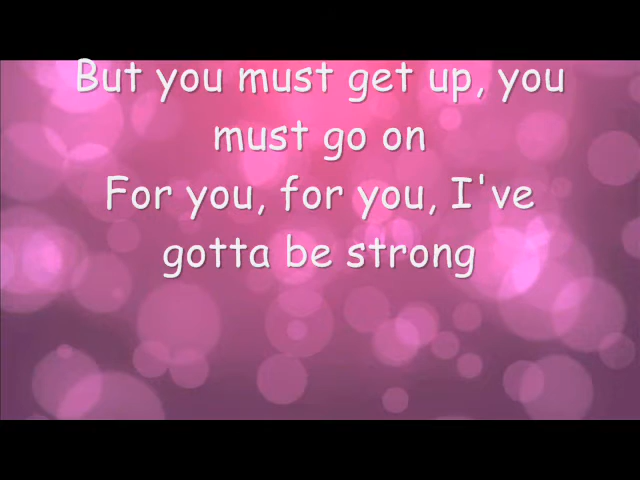 But you must get up, you
must go on
For you, for you, I've
gotta be strong